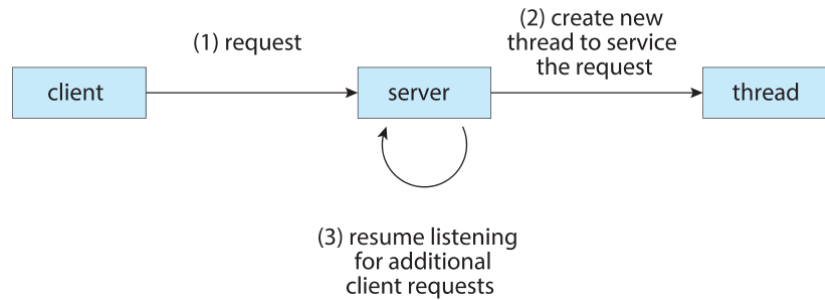 (1) request
(2) create new
thread to service
the request
client
server
thread
(3) resume listening
for additional
client requests